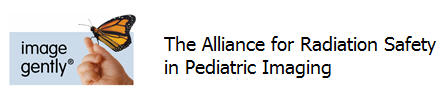 image
gently®
The Alliance for Radiation Safety
in Pediatric Imaging